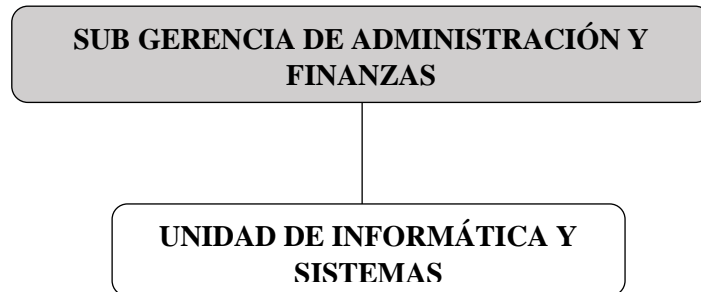 SUB GERENCIA DE ADMINISTRACIÓN Y
FINANZAS
UNIDAD DE INFORMÁTICA Y
SISTEMAS